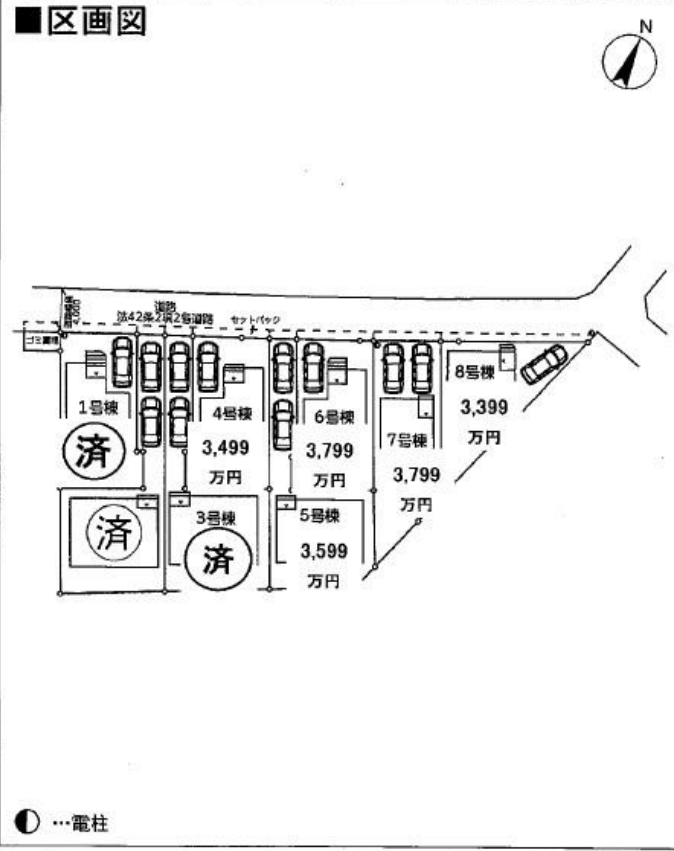 ■区画図
N
道路
法42条2項2号道路
セットバック
4,000
ゴミ置場
1号棟
済
4号棟
3,499
万円
6号棟
3,799
万円
7号棟
3,799
万円
8号棟
3,399
万円
済
3号棟
済
5号棟
3,599
万円
…電柱